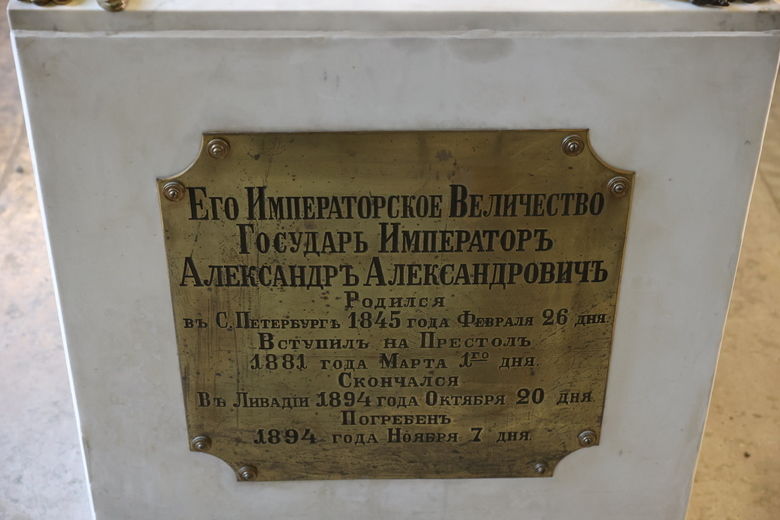 Его Императорское Величество
Государь Императоръ
Александръ Александровичъ
Родился
въ С. Петербургѣ 1845 года Февраля 26 дня.
Вступилъ на Престолъ
1881 года Марта 1го дня.
Скончался
Въ Ливадіи 1894 года Октября 20 дня.
Погребенъ
1894 года Ноября 7 дня.